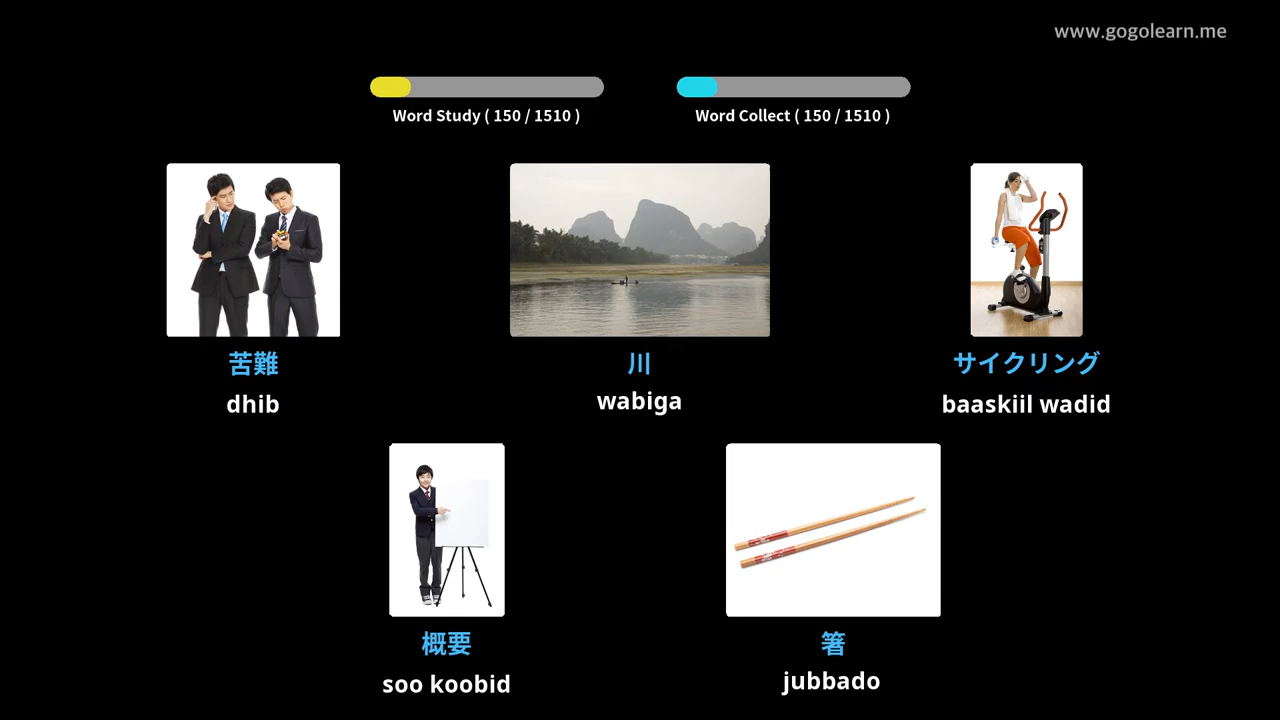 www.gogolearn.me
Word Study ( 150 / 1510 )
Word Collect ( 150 / 1510 )
苦難
dhib
川
wabiga
サイクリング
baaskiil wadid
概要
soo koobid
箸
jubbado